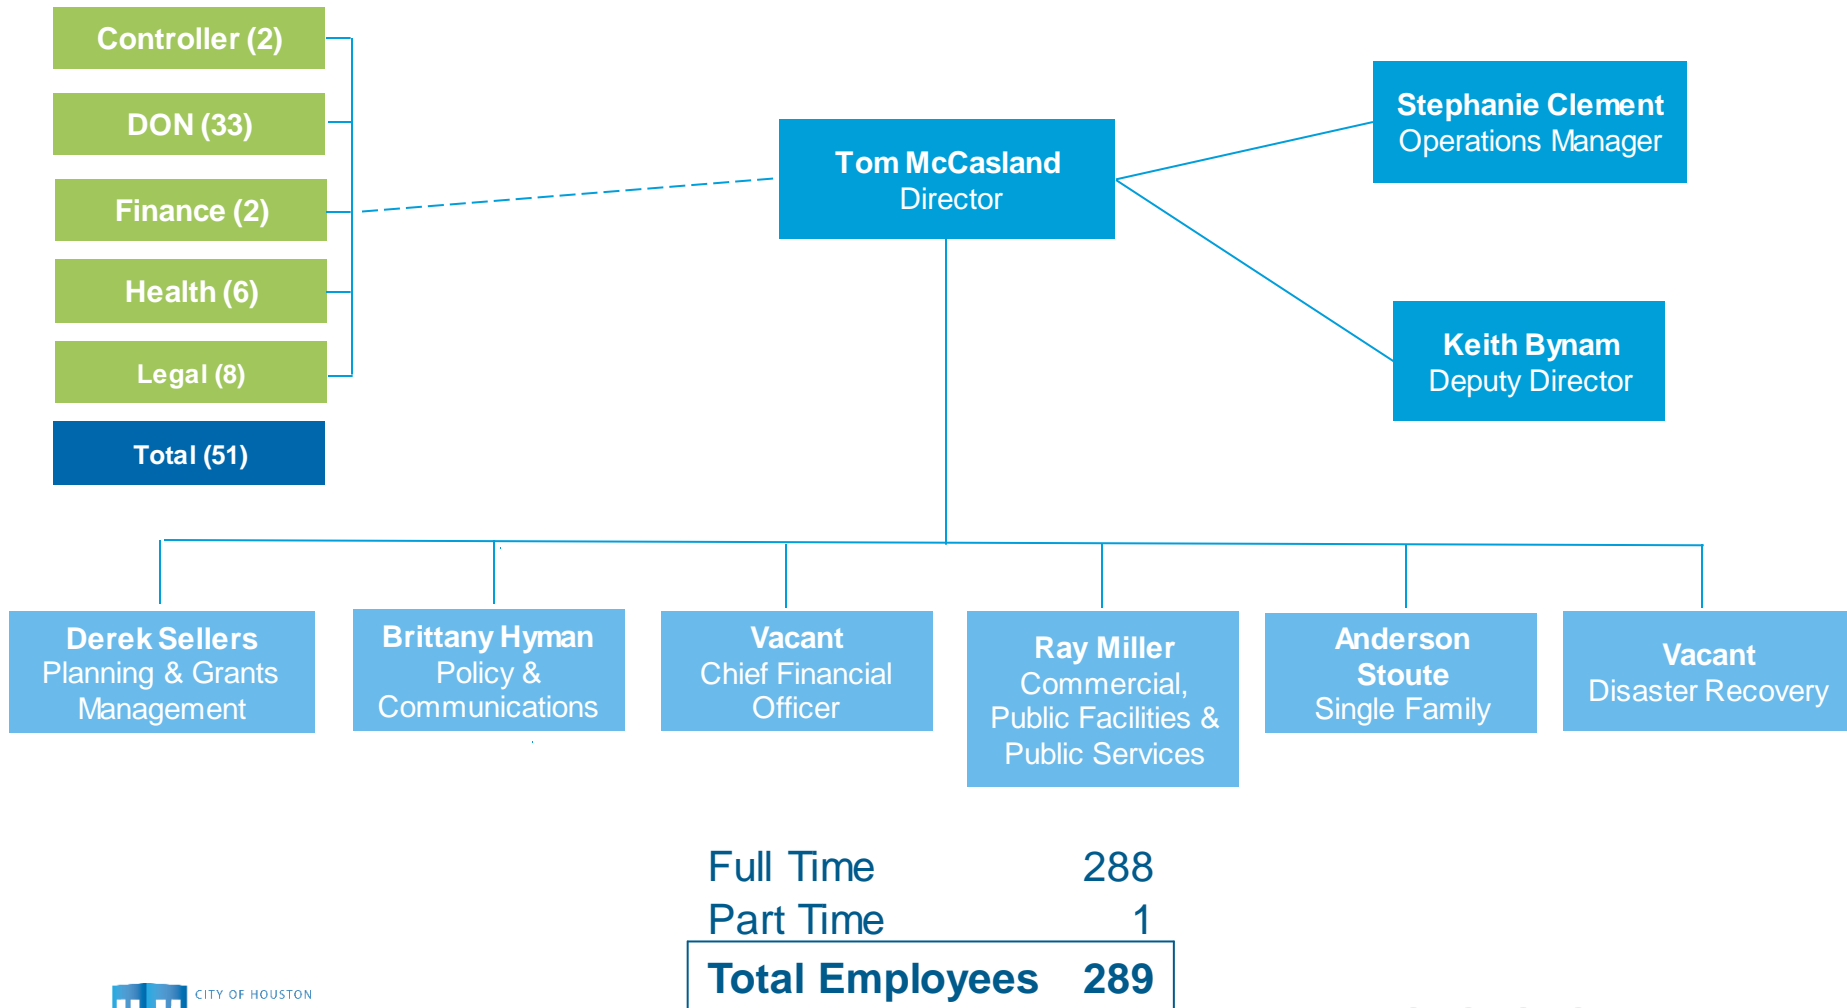 Controller (2)
DON (33)
Finance (2)
Health (6)
Legal (8)
Total (51)
Tom McCasland
Director
Stephanie Clement
Operations Manager
Keith Bynam
Deputy Director
Derek Sellers
Planning & Grants
Management
Brittany Hyman
Policy &
Communications
Vacant
Chief Financial
Officer
Ray Miller
Commercial,
Public Facilities &
Public Services
Anderson
Stoute
Single Family
Vacant
Disaster Recovery
Full Time 288
Part Time 1
Total Employees 289
CITY OF HOUSTON